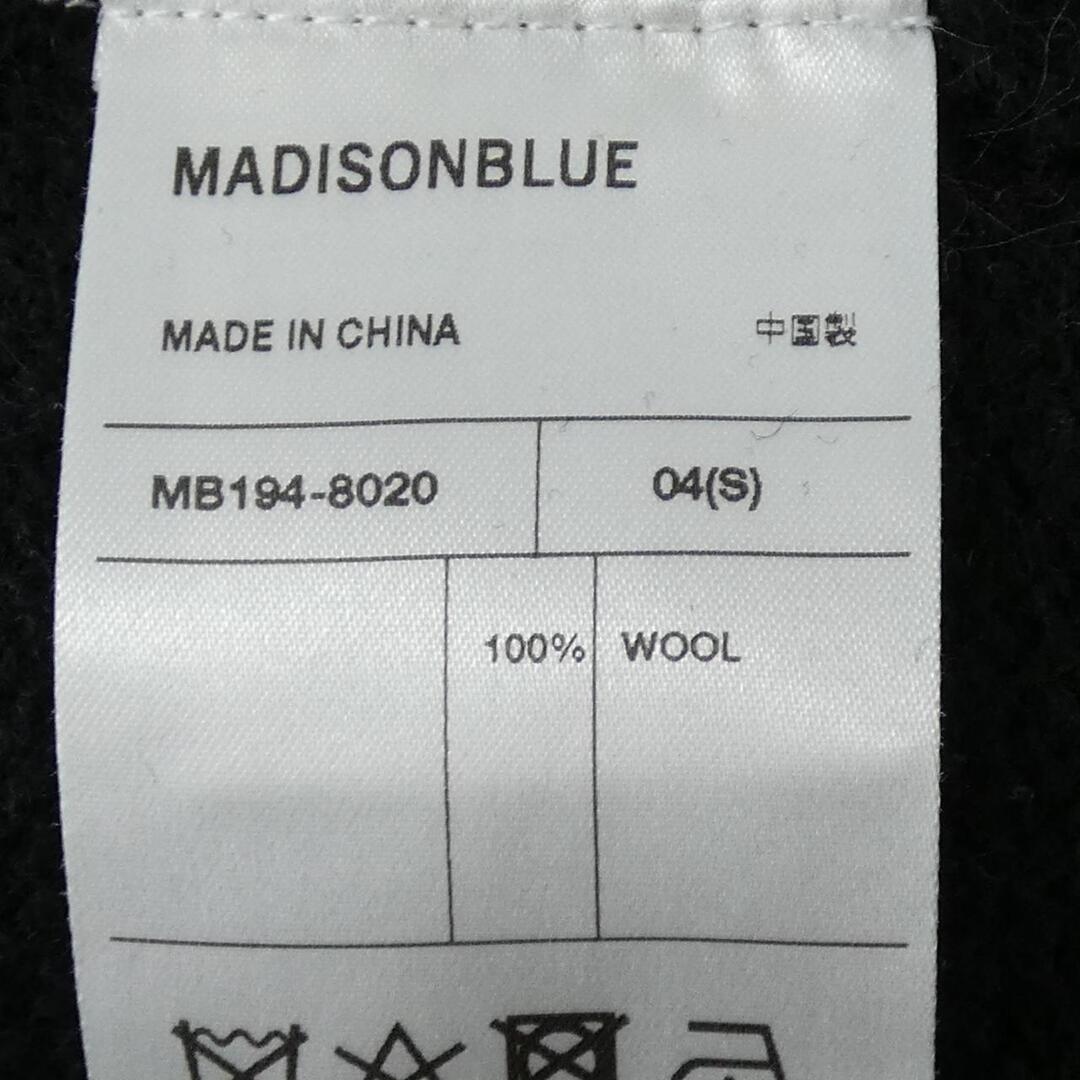 MADISONBLUE
MADE IN CHINA 中国製
MB194-8020 04(S)
100% WOOL